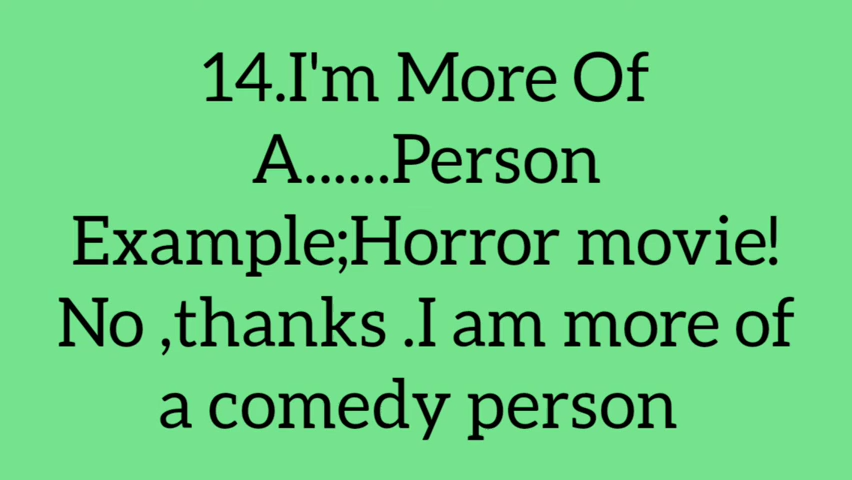 14.I'm More Of
A......Person
Example;Horror movie!
No ,thanks .I am more of
a comedy person